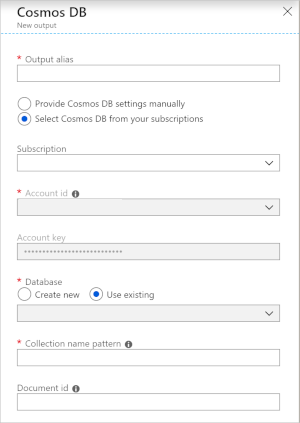 Cosmos DB
New output
* Output alias
Provide Cosmos DB settings manually
Select Cosmos DB from your subscriptions
Subscription
* Account id
Account key
***************************
* Database
Create new Use existing
* Collection name pattern
Document id